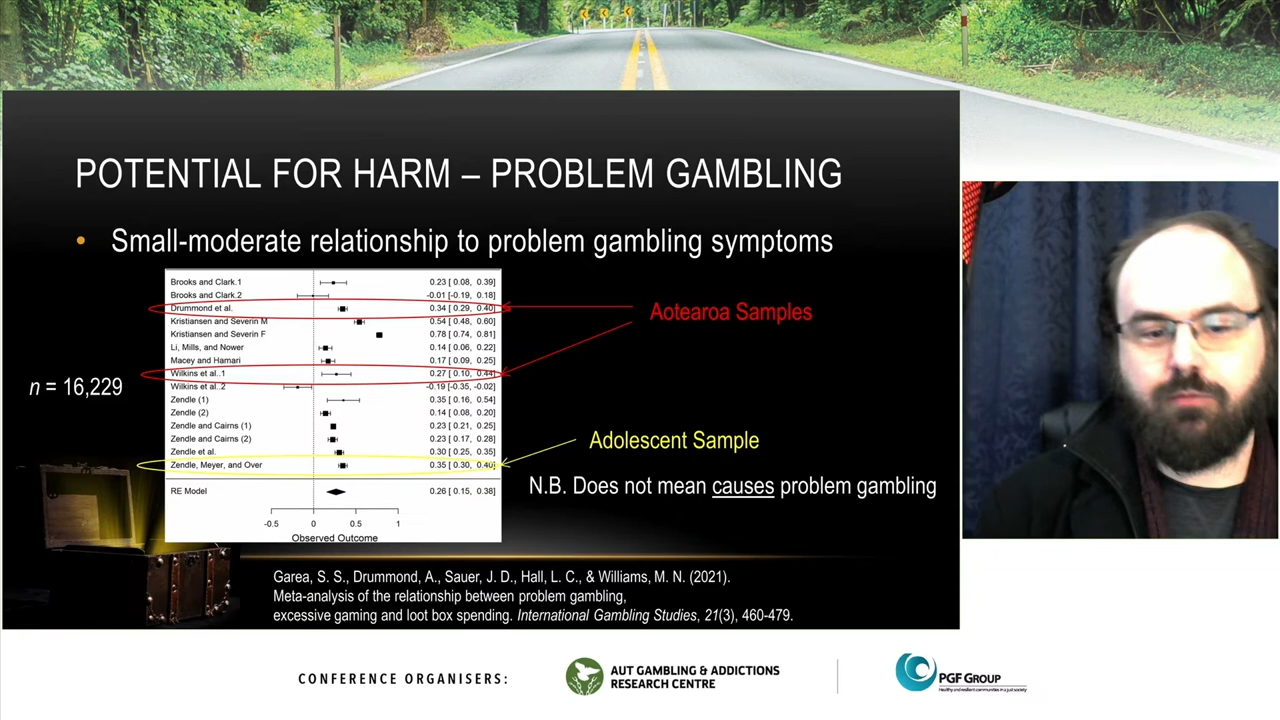 POTENTIAL FOR HARM – PROBLEM GAMBLING
• Small-moderate relationship to problem gambling symptoms
n = 16,229
Brooks and Clark.1 0.23 [ 0.08, 0.39]
Brooks and Clark.2 -0.01 [-0.19, 0.18]
Drummond et al. 0.34 [ 0.29, 0.40]
Kristiansen and Severin M 0.54 [ 0.48, 0.60]
Kristiansen and Severin F 0.78 [ 0.74, 0.81]
Li, Mills, and Nower 0.14 [ 0.06, 0.22]
Macey and Hamari 0.17 [ 0.09, 0.25]
Wilkins et al..1 0.27 [ 0.10, 0.44]
Wilkins et al..2 -0.19 [-0.35, -0.02]
Zendle (1) 0.35 [ 0.16, 0.54]
Zendle (2) 0.14 [ 0.08, 0.20]
Zendle and Cairns (1) 0.23 [ 0.21, 0.25]
Zendle and Cairns (2) 0.23 [ 0.17, 0.28]
Zendle et al. 0.30 [ 0.25, 0.35]
Zendle, Meyer, and Over 0.35 [ 0.30, 0.40]
RE Model 0.26 [ 0.15, 0.38]
-0.5 0 0.5 1
Observed Outcome
Aotearoa Samples
Adolescent Sample
N.B. Does not mean causes problem gambling
Garea, S. S., Drummond, A., Sauer, J. D., Hall, L. C., & Williams, M. N. (2021).
Meta-analysis of the relationship between problem gambling,
excessive gaming and loot box spending. International Gambling Studies, 21(3), 460-479.
CONFERENCE ORGANISERS:
AUT GAMBLING & ADDICTIONS
RESEARCH CENTRE
PGF GROUP
Healthy and resilient communities in a just society